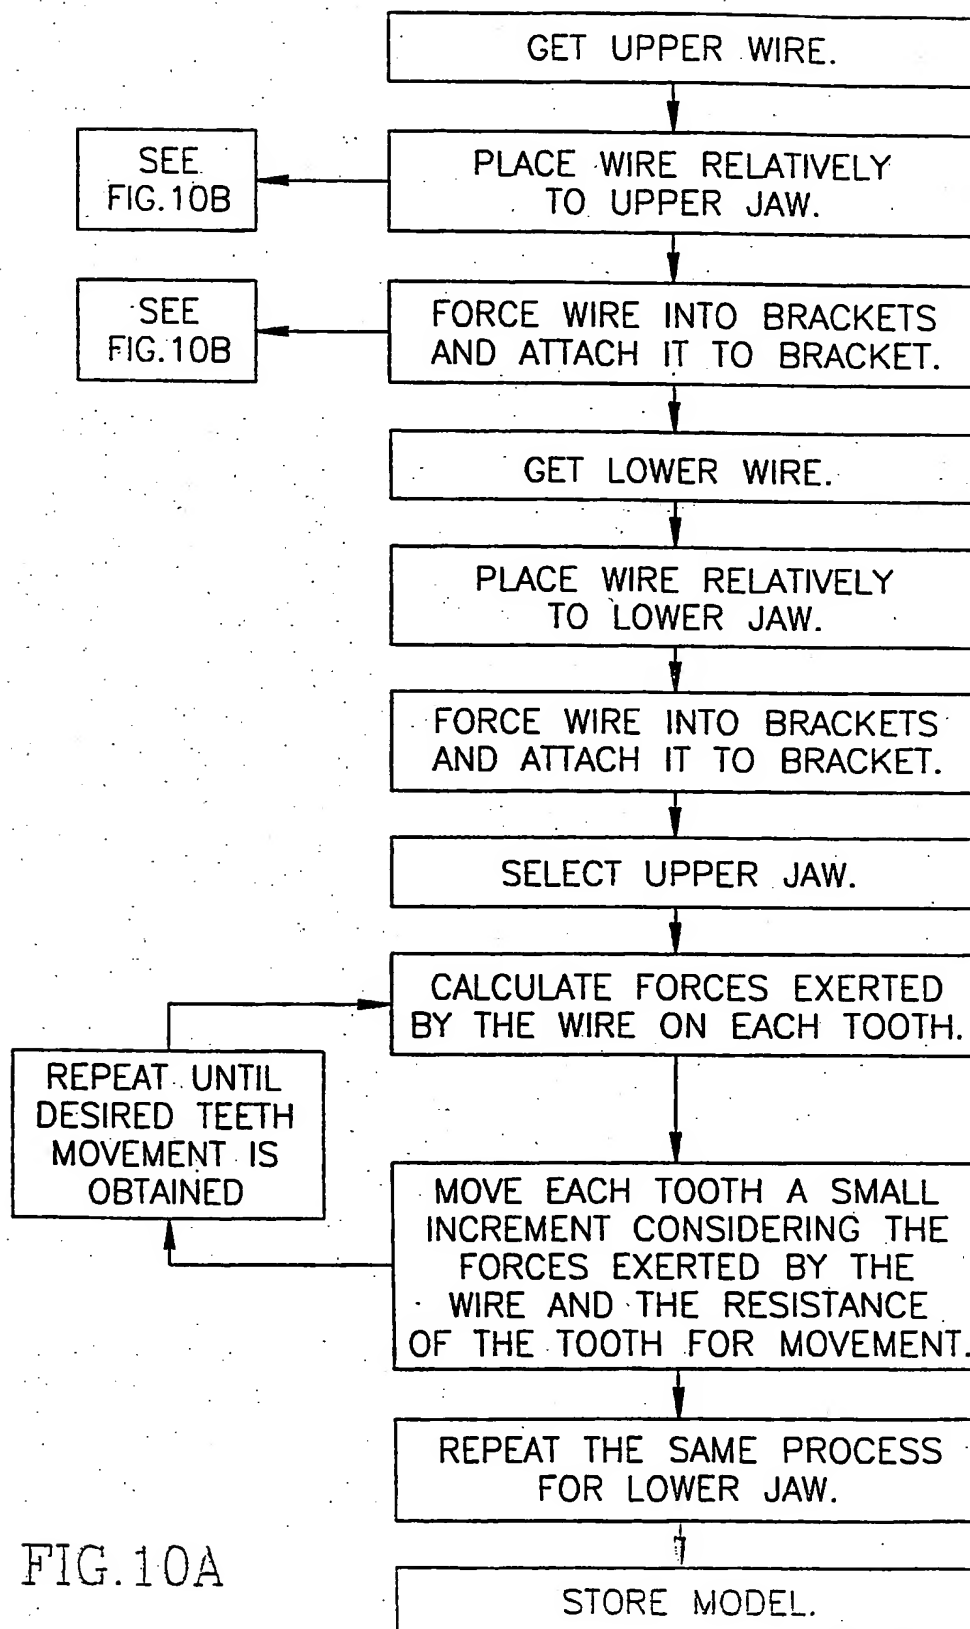 GET UPPER WIRE.
SEE
FIG.10B
PLACE WIRE RELATIVELY
TO UPPER JAW.
SEE
FIG.10B
FORCE WIRE INTO BRACKETS
AND ATTACH IT TO BRACKET.
GET LOWER WIRE.
PLACE WIRE RELATIVELY
TO LOWER JAW.
FORCE WIRE INTO BRACKETS
AND ATTACH IT TO BRACKET.
SELECT UPPER JAW.
CALCULATE FORCES EXERTED
BY THE WIRE ON EACH TOOTH.
REPEAT UNTIL
DESIRED TEETH
MOVEMENT IS
OBTAINED
MOVE EACH TOOTH A SMALL
INCREMENT CONSIDERING THE
FORCES EXERTED BY THE
WIRE AND THE RESISTANCE
OF THE TOOTH FOR MOVEMENT.
REPEAT THE SAME PROCESS
FOR LOWER JAW.
STORE MODEL.
FIG.10A